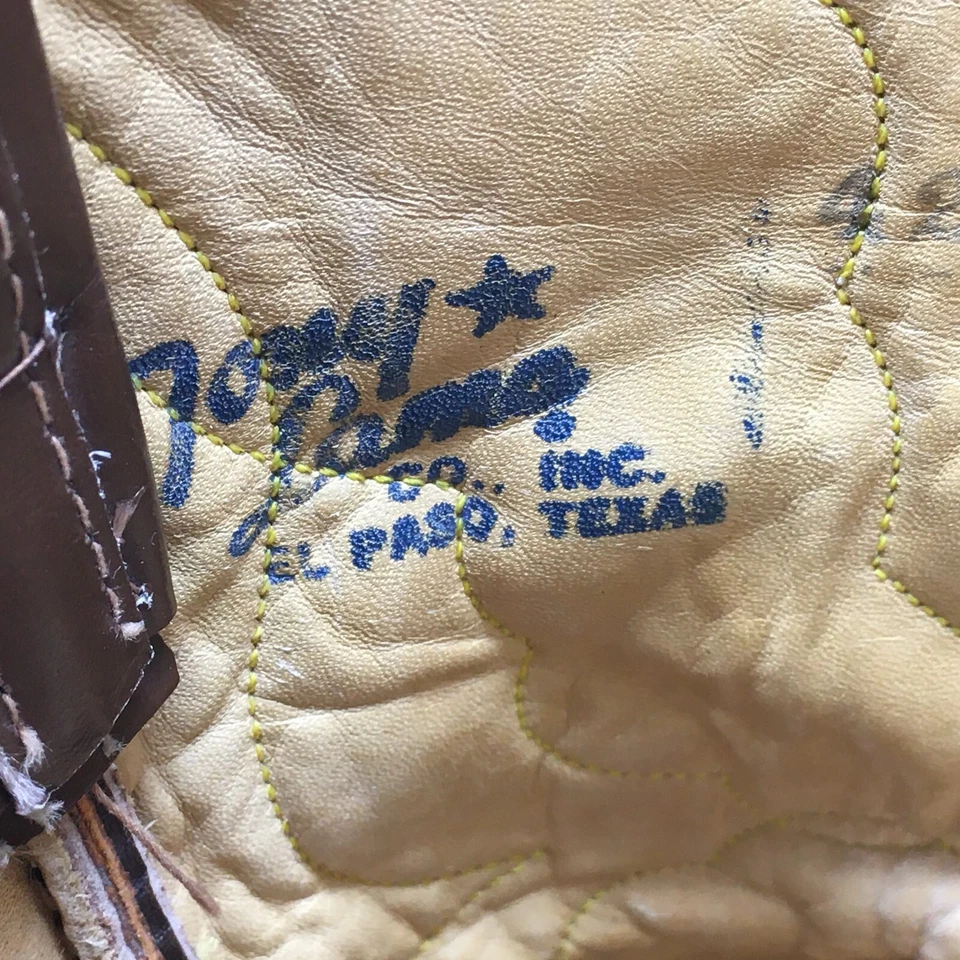 Tony ★
Lama
CO., INC.
EL PASO, TEXAS